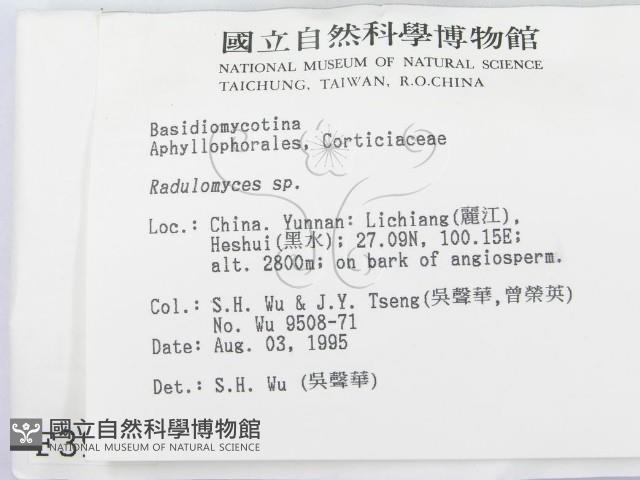 國立自然科學博物館
NATIONAL MUSEUM OF NATURAL SCIENCE
TAICHUNG, TAIWAN, R.O.CHINA
Basidiomycotina
Aphyllophorales, Corticiaceae
Radulomyces sp.
Loc.: China. Yunnan: Lichiang(麗江),
Heshui(黑水); 27.09N, 100.15E;
alt. 2800m; on bark of angiosperm.
Col.: S.H. Wu & J.Y. Tseng(吳聲華,曾榮英)
No. Wu 9508-71
Date: Aug. 03, 1995
Det.: S.H. Wu (吳聲華)
國立自然科學博物館
NATIONAL MUSEUM OF NATURAL SCIENCE